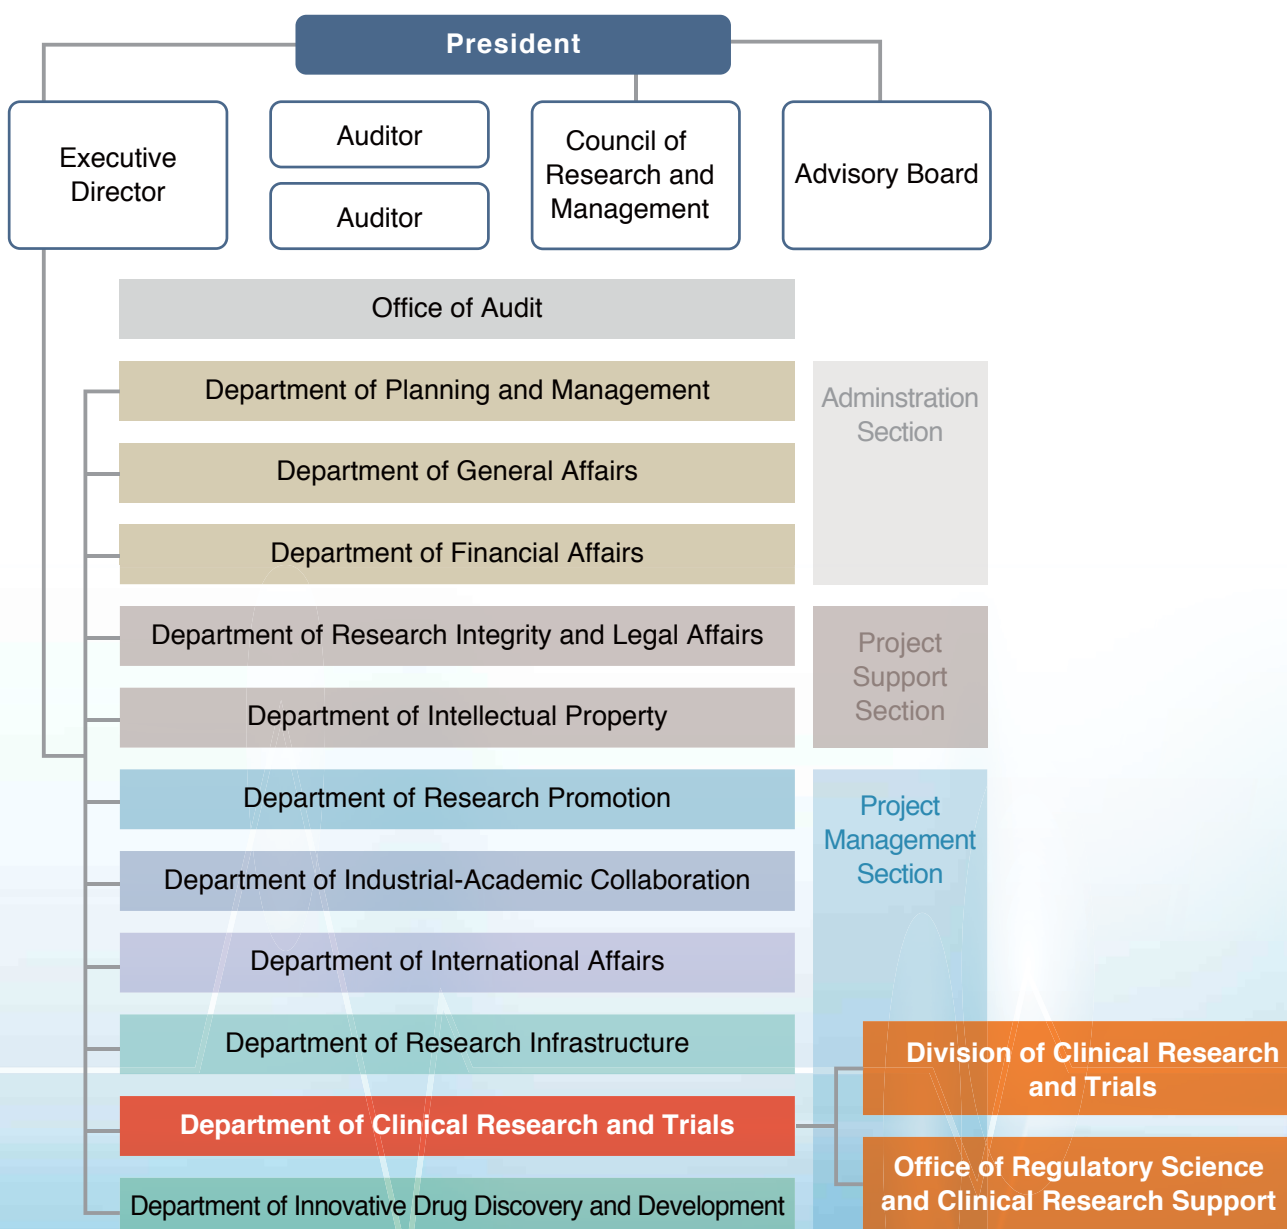 President
Executive
Director
Auditor
Auditor
Council of
Research and
Management
Advisory Board
Office of Audit
Department of Planning and Management
Department of General Affairs
Department of Financial Affairs
Adminstration
Section
Department of Research Integrity and Legal Affairs
Department of Intellectual Property
Project
Support
Section
Department of Research Promotion
Department of Industrial-Academic Collaboration
Department of International Affairs
Department of Research Infrastructure
Department of Clinical Research and Trials
Department of Innovative Drug Discovery and Development
Project
Management
Section
Division of Clinical Research
and Trials
Office of Regulatory Science
and Clinical Research Support